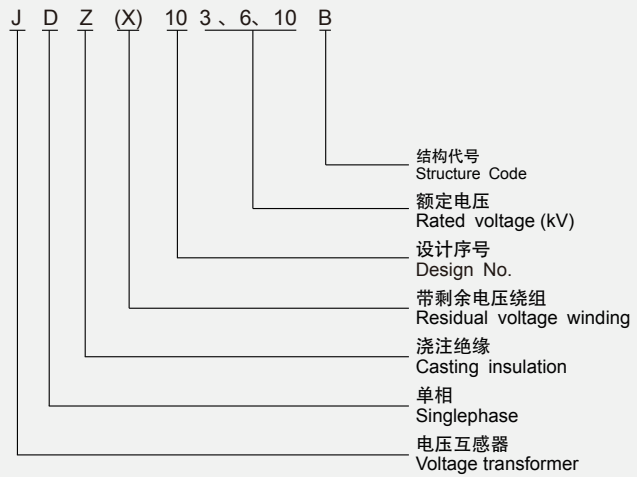 J D Z (X) 10 3、6、10 B
结构代号
Structure Code
额定电压
Rated voltage (kV)
设计序号
Design No.
带剩余电压绕组
Residual voltage winding
浇注绝缘
Casting insulation
单相
Singlephase
电压互感器
Voltage transformer